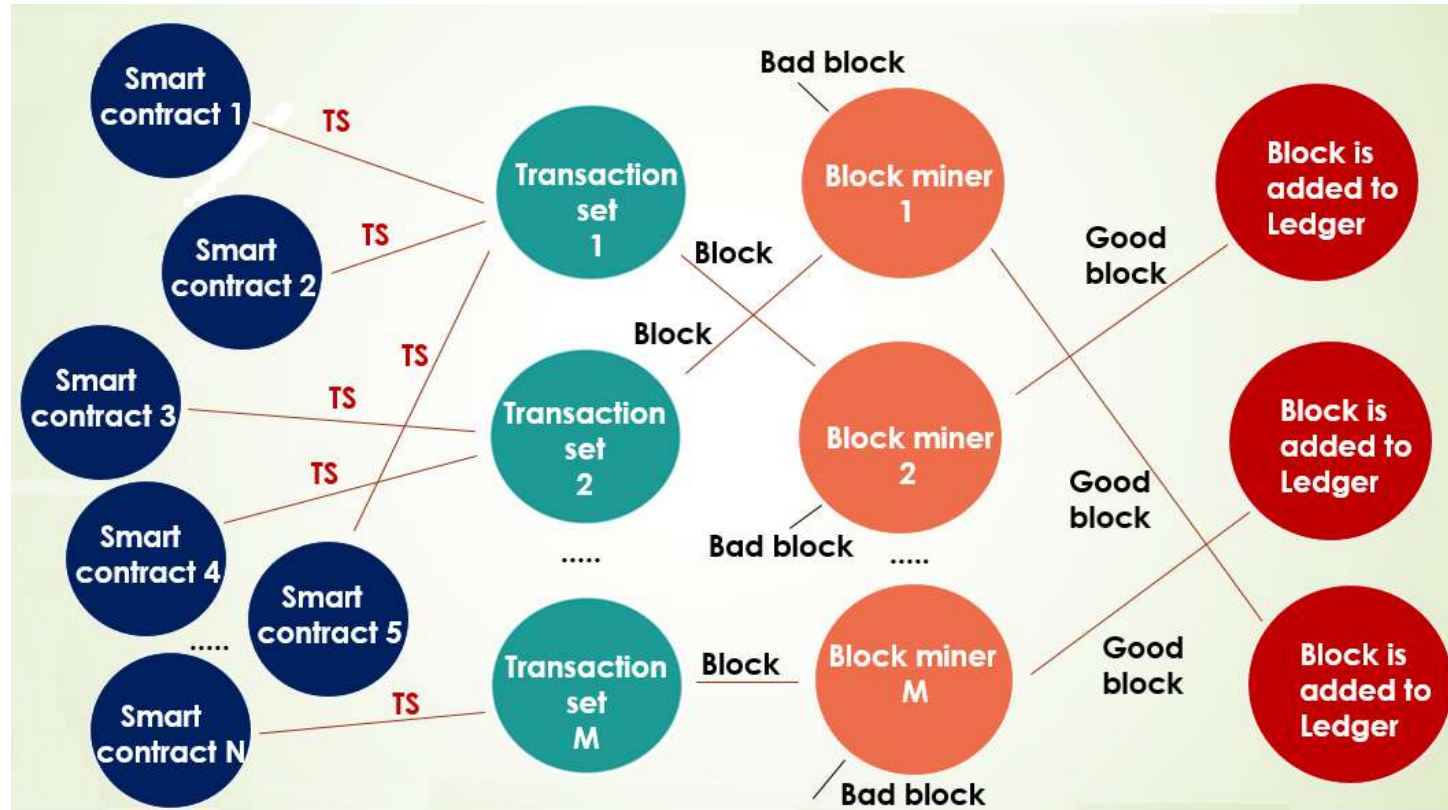 Smart
contract 1
TS
Smart
contract 2
TS
Smart
contract 3
TS
TS
Smart
contract 4
TS
Smart
contract 5
.....
Smart
contract N
TS
Transaction
set
1
Block
Transaction
set
2
Block
.....
Transaction
set
M
Block
Bad block
Block miner
1
Good
block
Block miner
2
Bad block
.....
Good
block
Block miner
M
Bad block
Good
block
Block is
added to
Ledger
Block is
added to
Ledger
Block is
added to
Ledger